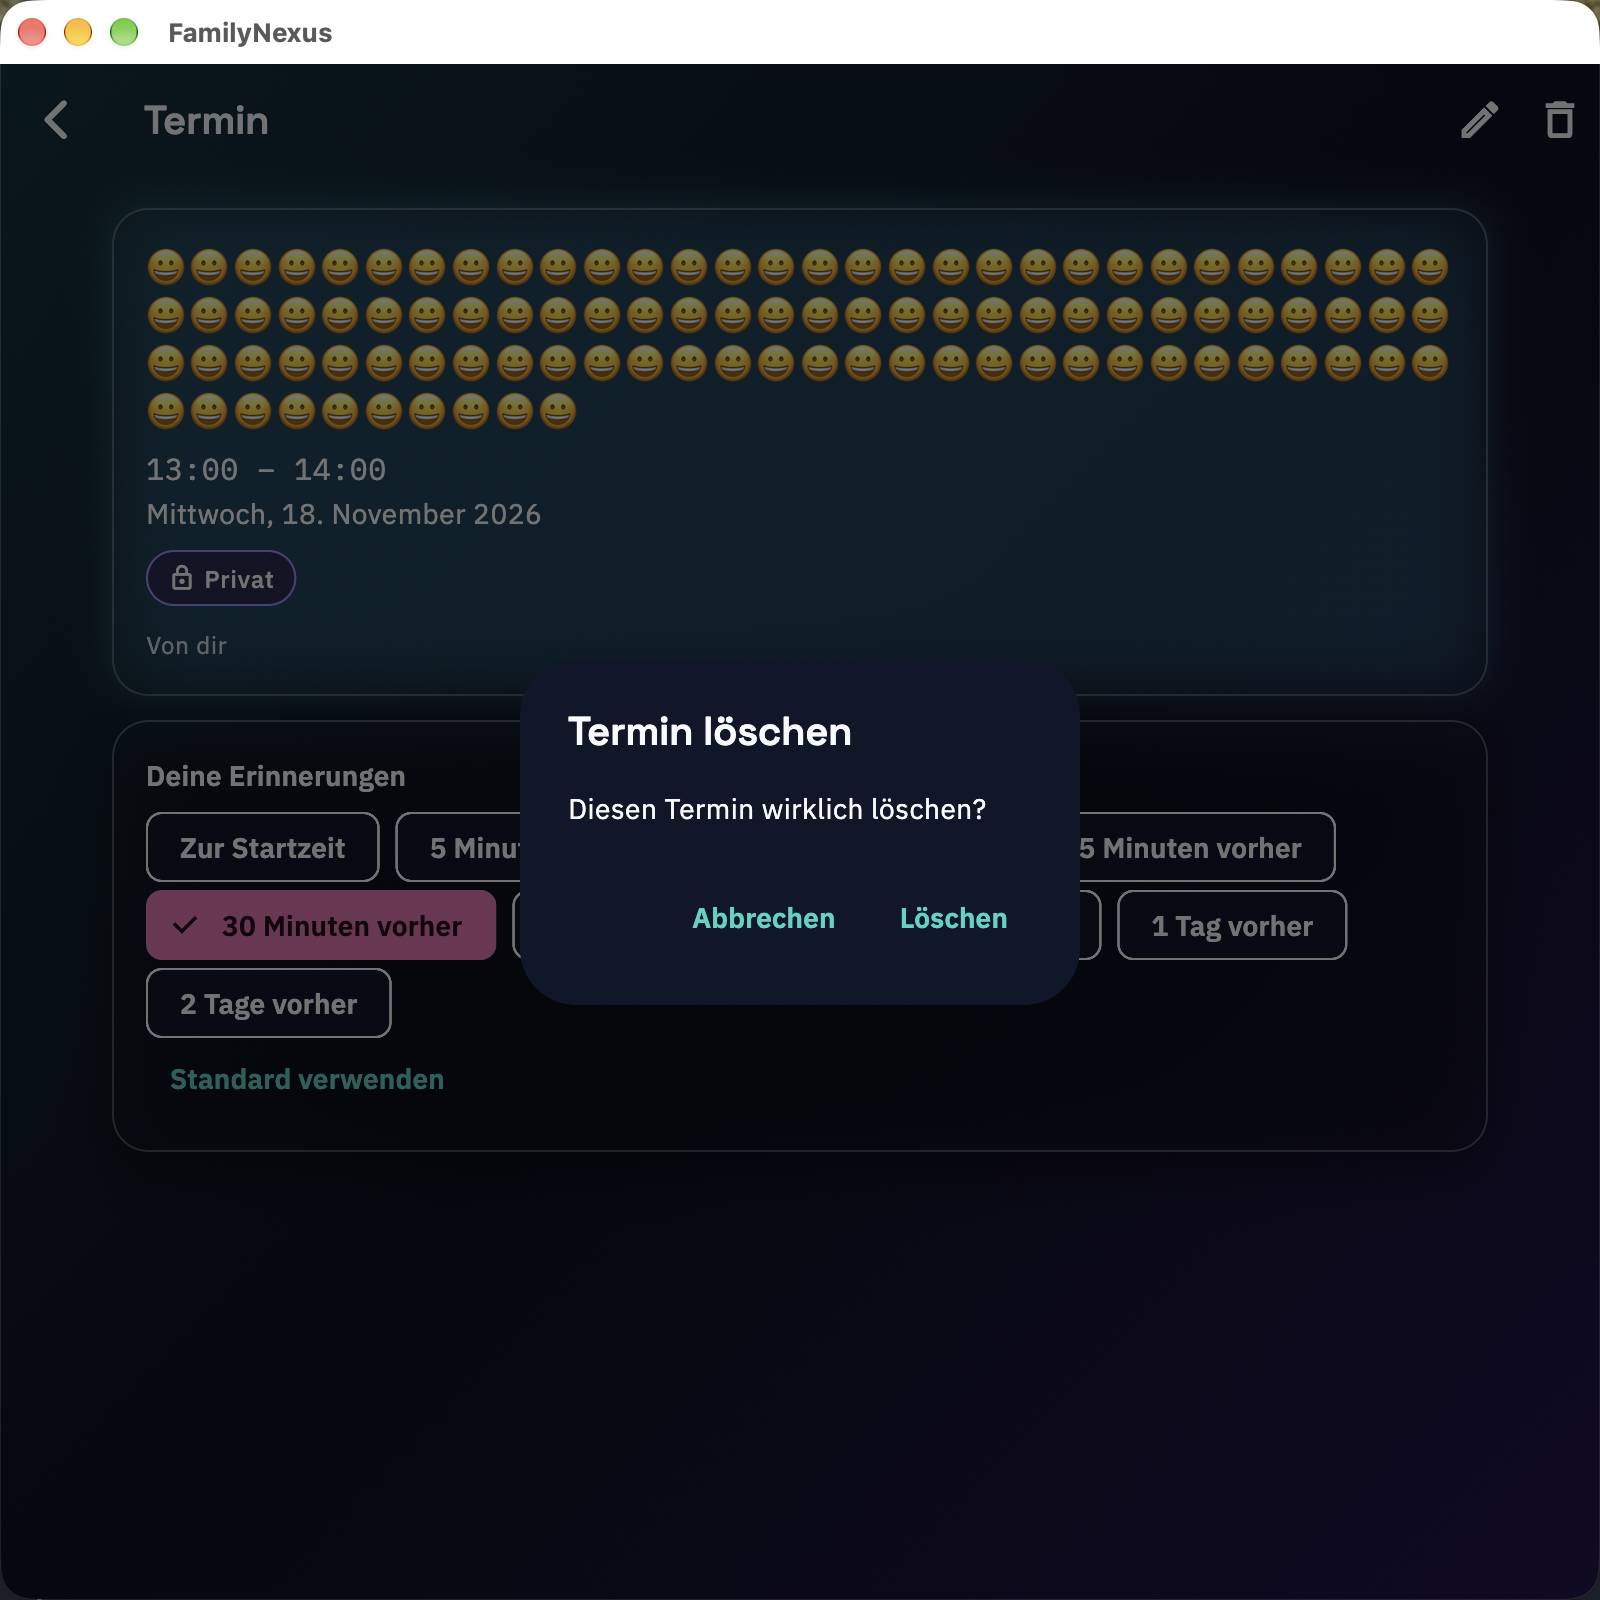 FamilyNexus
Termin
😀😀😀😀😀😀😀😀😀😀😀😀😀😀😀😀😀😀😀😀😀😀😀😀😀😀😀😀😀😀
😀😀😀😀😀😀😀😀😀😀😀😀😀😀😀😀😀😀😀😀😀😀😀😀😀😀😀😀😀😀
😀😀😀😀😀😀😀😀😀😀😀😀😀😀😀😀😀😀😀😀😀😀😀😀😀😀😀😀😀😀
😀😀😀😀😀😀😀😀😀😀
13:00 – 14:00
Mittwoch, 18. November 2026
Privat
Von dir
Termin löschen
Diesen Termin wirklich löschen?
Abbrechen Löschen
Deine Erinnerungen
Zur Startzeit 5 Minuten vorher
30 Minuten vorher 1 Tag vorher
2 Tage vorher
Standard verwenden